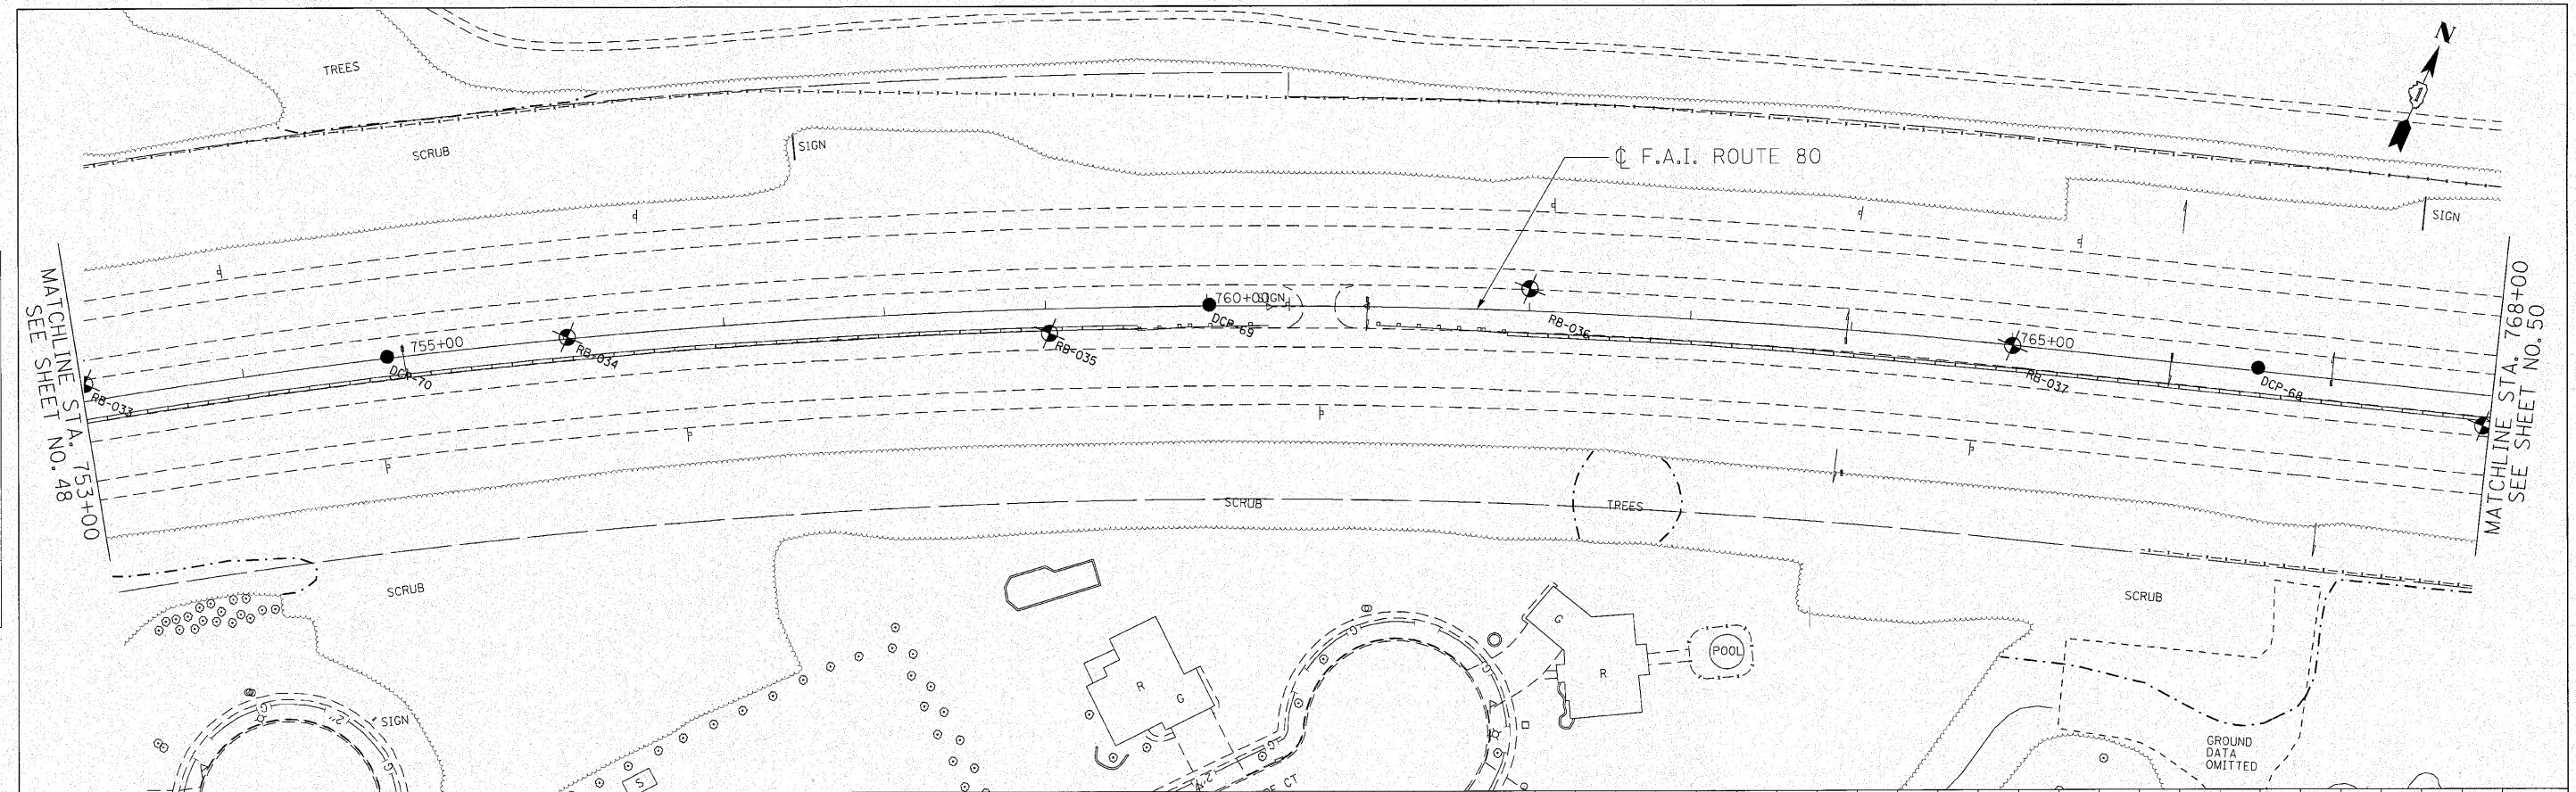 TREES
N
SCRUB
SIGN
℄ F.A.I. ROUTE 80
SIGN
MATCHLINE STA. 753+00
SEE SHEET NO. 48
MATCHLINE STA. 768+00
SEE SHEET NO. 50
755+00
760+00
SIGN
765+00
RB-033
DCP-70
RB-034
RB-035
DCP-69
RB-036
RB-037
DCP-68
SCRUB
TREES
SCRUB
SCRUB
SIGN
R
G
G
R
POOL
S
G
G
G
G
G
CT
GROUND
DATA
OMITTED